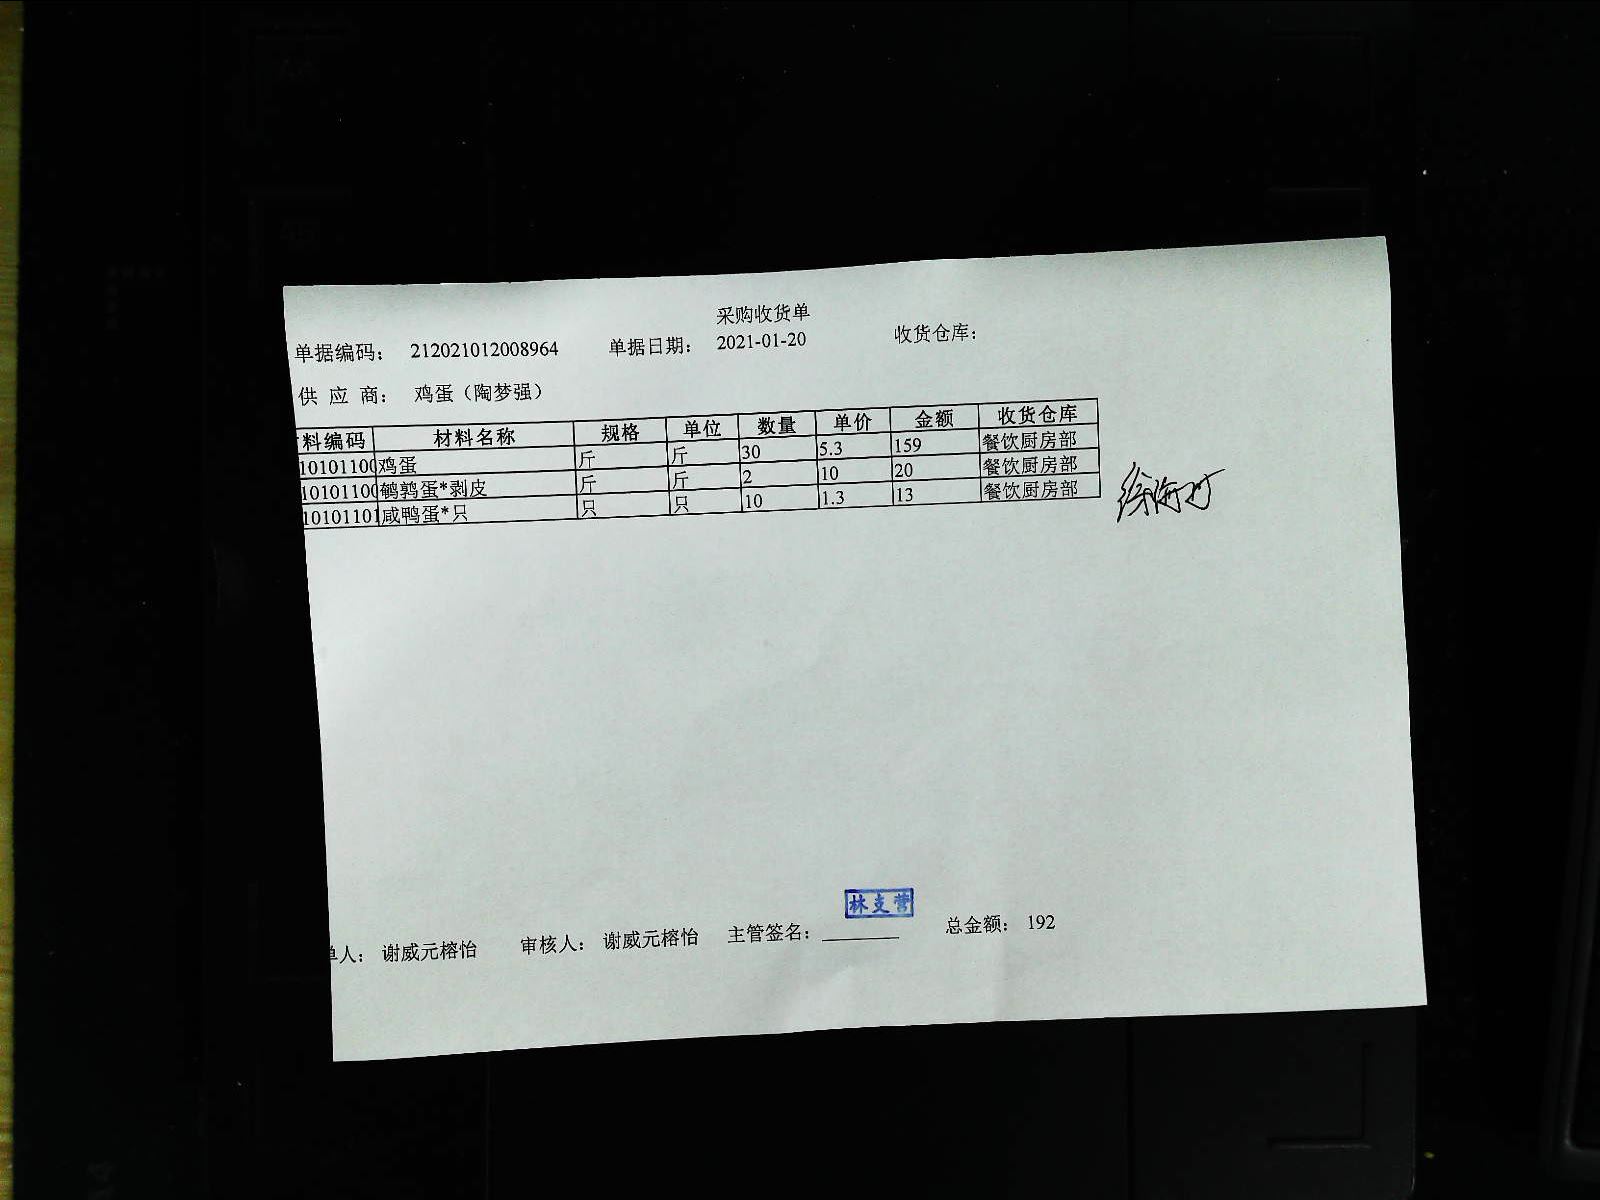 采购收货单
单据编码： 212021012008964 单据日期： 2021-01-20 收货仓库：
供 应 商： 鸡蛋（陶梦强）
料编码 材料名称 规格 单位 数量 单价 金额 收货仓库
10101100 鸡蛋 斤 斤 30 5.3 159 餐饮厨房部
10101100 鹌鹑蛋*剥皮 斤 斤 2 10 20 餐饮厨房部
10101101 咸鸭蛋*只 只 只 10 1.3 13 餐饮厨房部
林支营
单人： 谢威元榕怡 审核人： 谢威元榕怡 主管签名：________ 总金额： 192